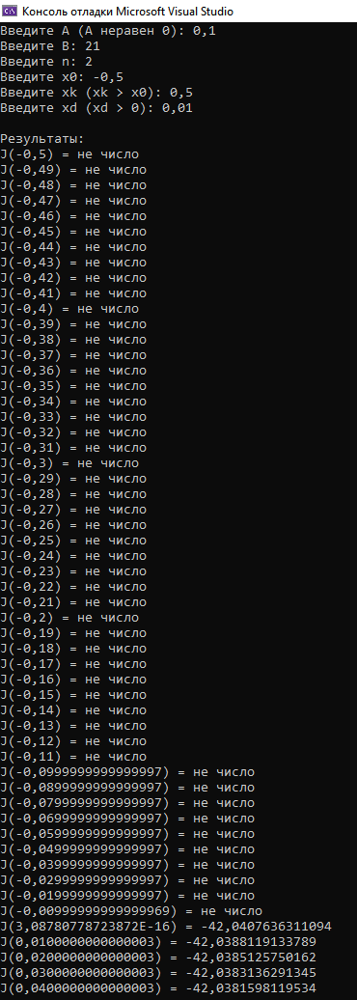 Консоль отладки Microsoft Visual Studio
Введите A (A неравен 0): 0,1
Введите B: 21
Введите n: 2
Введите x0: -0,5
Введите xk (xk > x0): 0,5
Введите xd (xd > 0): 0,01
Результаты:
J(-0,5) = не число
J(-0,49) = не число
J(-0,48) = не число
J(-0,47) = не число
J(-0,46) = не число
J(-0,45) = не число
J(-0,44) = не число
J(-0,43) = не число
J(-0,42) = не число
J(-0,41) = не число
J(-0,4) = не число
J(-0,39) = не число
J(-0,38) = не число
J(-0,37) = не число
J(-0,36) = не число
J(-0,35) = не число
J(-0,34) = не число
J(-0,33) = не число
J(-0,32) = не число
J(-0,31) = не число
J(-0,3) = не число
J(-0,29) = не число
J(-0,28) = не число
J(-0,27) = не число
J(-0,26) = не число
J(-0,25) = не число
J(-0,24) = не число
J(-0,23) = не число
J(-0,22) = не число
J(-0,21) = не число
J(-0,2) = не число
J(-0,19) = не число
J(-0,18) = не число
J(-0,17) = не число
J(-0,16) = не число
J(-0,15) = не число
J(-0,14) = не число
J(-0,13) = не число
J(-0,12) = не число
J(-0,11) = не число
J(-0,0999999999999997) = не число
J(-0,0899999999999997) = не число
J(-0,0799999999999997) = не число
J(-0,0699999999999997) = не число
J(-0,0599999999999997) = не число
J(-0,0499999999999997) = не число
J(-0,0399999999999997) = не число
J(-0,0299999999999997) = не число
J(-0,0199999999999997) = не число
J(-0,00999999999999969) = не число
J(3,08780778723872E-16) = -42,0407636311094
J(0,0100000000000003) = -42,0388119133789
J(0,0200000000000003) = -42,0385125750162
J(0,0300000000000003) = -42,0383136291345
J(0,0400000000000003) = -42,0381598119534